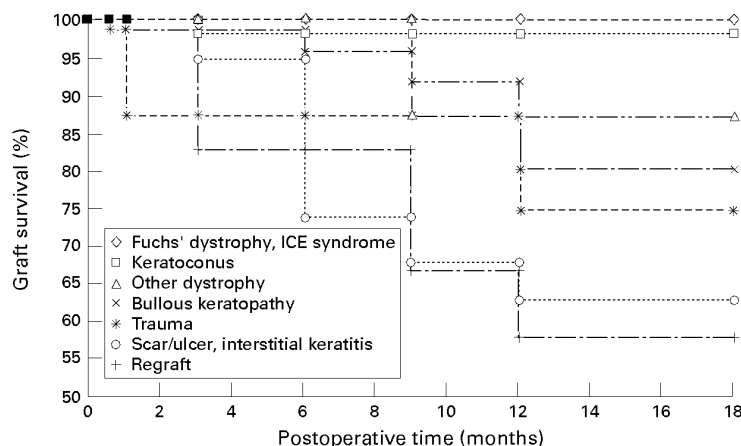 100
95
90
85
80
75
70
65
60
55
50
Graft survival (%)
Fuchs' dystrophy, ICE syndrome
Keratoconus
Other dystrophy
Bullous keratopathy
Trauma
Scar/ulcer, interstitial keratitis
Regraft
0 2 4 6 8 10 12 14 16 18
Postoperative time (months)